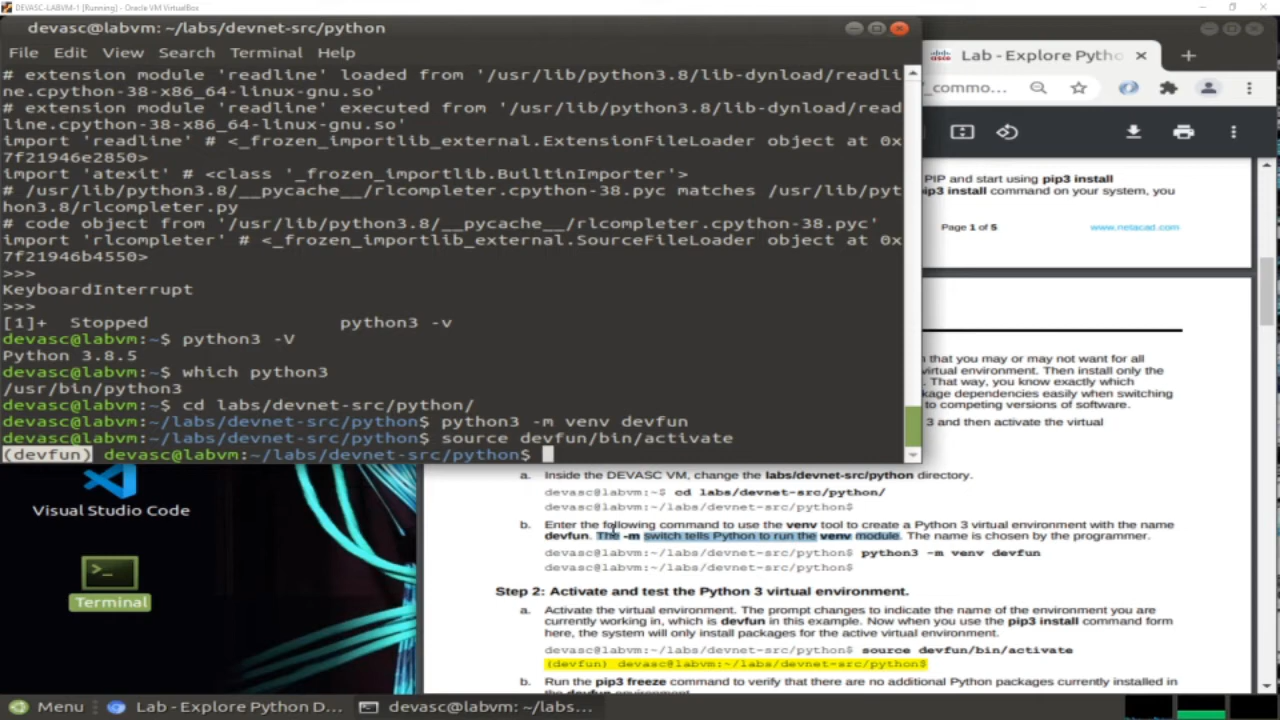 DEVASC-LABVM-1 [Running] - Oracle VM VirtualBox
devasc@labvm: ~/labs/devnet-src/python
File Edit View Search Terminal Help
# extension module 'readline' loaded from '/usr/lib/python3.8/lib-dynload/readli
ne.cpython-38-x86_64-linux-gnu.so'
# extension module 'readline' executed from '/usr/lib/python3.8/lib-dynload/read
line.cpython-38-x86_64-linux-gnu.so'
import 'readline' # <_frozen_importlib_external.ExtensionFileLoader object at 0x
7f21946e2850>
import 'atexit' # <class '_frozen_importlib.BuiltinImporter'>
# /usr/lib/python3.8/__pycache__/rlcompleter.cpython-38.pyc matches /usr/lib/pyt
hon3.8/rlcompleter.py
# code object from '/usr/lib/python3.8/__pycache__/rlcompleter.cpython-38.pyc'
import 'rlcompleter' # <_frozen_importlib_external.SourceFileLoader object at 0x
7f21946b4550>
>>>
KeyboardInterrupt
>>>
[1]+  Stopped                 python3 -v
devasc@labvm:~$ python3 -V
Python 3.8.5
devasc@labvm:~$ which python3
/usr/bin/python3
devasc@labvm:~$ cd labs/devnet-src/python/
devasc@labvm:~/labs/devnet-src/python$ python3 -m venv devfun
devasc@labvm:~/labs/devnet-src/python$ source devfun/bin/activate
(devfun) devasc@labvm:~/labs/devnet-src/python$
cisco Lab - Explore Pytho
_commo...
PIP and start using pip3 install
ip3 install command on your system, you
Page 1 of 5 www.netacad.com
that you may or may not want for all
virtual environment. Then install only the
That way, you know exactly which
kage dependencies easily when switching
to competing versions of software.
3 and then activate the virtual
a. Inside the DEVASC VM, change the labs/devnet-src/python directory.
devasc@labvm:~$ cd labs/devnet-src/python/
devasc@labvm:~/labs/devnet-src/python$
b. Enter the following command to use the venv tool to create a Python 3 virtual environment with the name
devfun. The -m switch tells Python to run the venv module. The name is chosen by the programmer.
devasc@labvm:~/labs/devnet-src/python$ python3 -m venv devfun
devasc@labvm:~/labs/devnet-src/python$
Step 2: Activate and test the Python 3 virtual environment.
a. Activate the virtual environment. The prompt changes to indicate the name of the environment you are
currently working in, which is devfun in this example. Now when you use the pip3 install command form
here, the system will only install packages for the active virtual environment.
devasc@labvm:~/labs/devnet-src/python$ source devfun/bin/activate
(devfun) devasc@labvm:~/labs/devnet-src/python$
b. Run the pip3 freeze command to verify that there are no additional Python packages currently installed in
Visual Studio Code
Terminal
Menu
Lab - Explore Python D...
devasc@labvm: ~/labs...